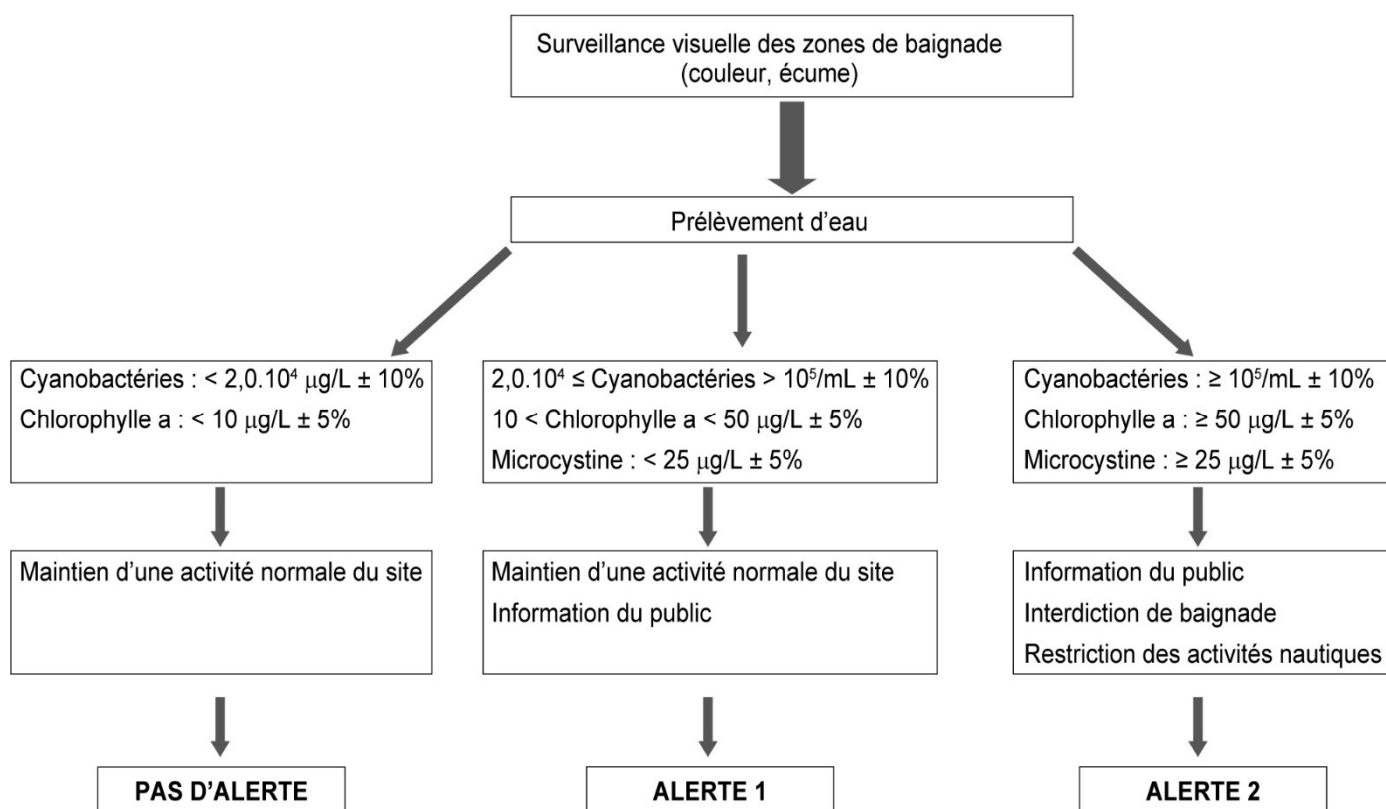 Surveillance visuelle des zones de baignade
(couleur, écume)
Prélèvement d’eau
Cyanobactéries : < 2,0.10⁴ µg/L ± 10%
Chlorophylle a : < 10 µg/L ± 5%
2,0.10⁴ ≤ Cyanobactéries > 10⁵/mL ± 10%
10 < Chlorophylle a < 50 µg/L ± 5%
Microcystine : < 25 µg/L ± 5%
Cyanobactéries : ≥ 10⁵/mL ± 10%
Chlorophylle a : ≥ 50 µg/L ± 5%
Microcystine : ≥ 25 µg/L ± 5%
Maintien d’une activité normale du site
Maintien d’une activité normale du site
Information du public
Information du public
Interdiction de baignade
Restriction des activités nautiques
PAS D’ALERTE
ALERTE 1
ALERTE 2